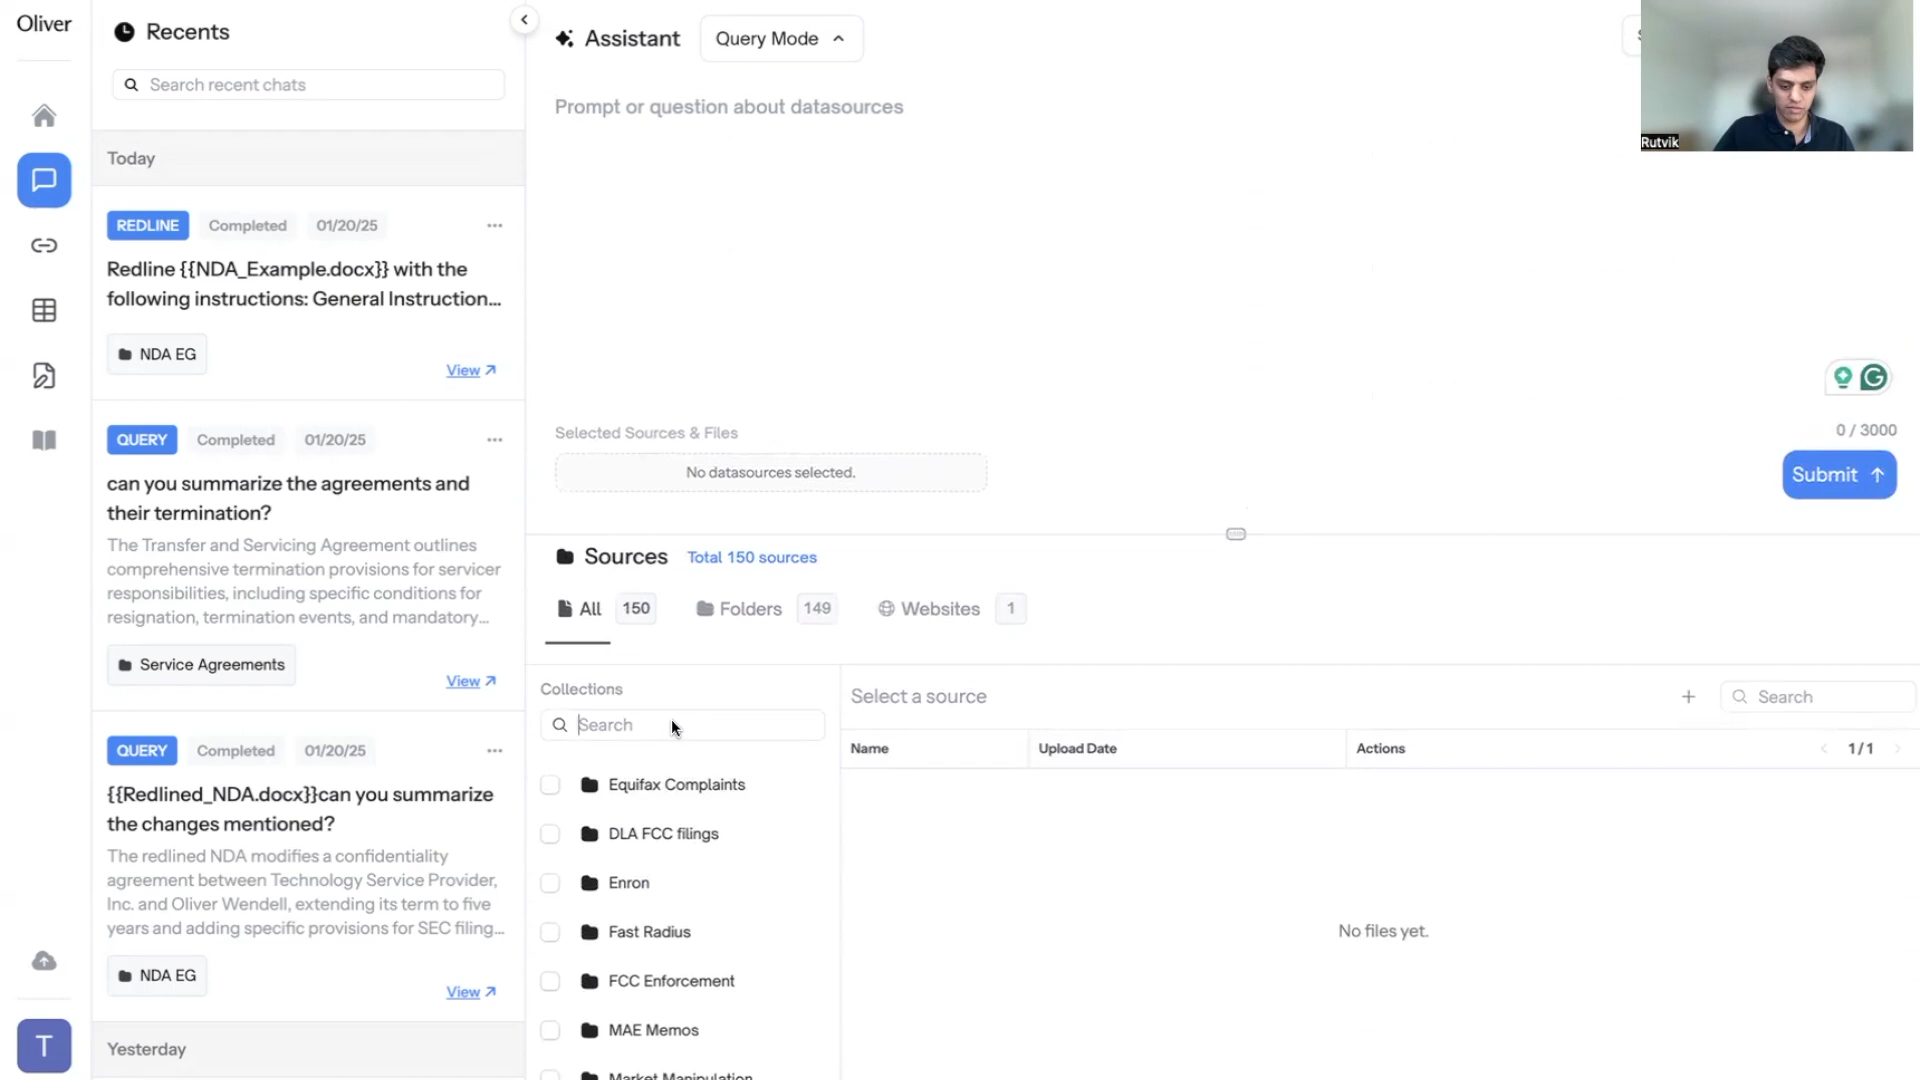 Oliver
Recents
Search recent chats
Today
REDLINE Completed 01/20/25
Redline {{NDA_Example.docx}} with the
following instructions: General Instruction...
NDA EG
View
QUERY Completed 01/20/25
can you summarize the agreements and
their termination?
The Transfer and Servicing Agreement outlines
comprehensive termination provisions for servicer
responsibilities, including specific conditions for
resignation, termination events, and mandatory...
Service Agreements
View
QUERY Completed 01/20/25
{{Redlined_NDA.docx}}can you summarize
the changes mentioned?
The redlined NDA modifies a confidentiality
agreement between Technology Service Provider,
Inc. and Oliver Wendell, extending its term to five
years and adding specific provisions for SEC filing...
NDA EG
View
Yesterday
T
Assistant Query Mode
Prompt or question about datasources
Rutvik
0 / 3000
Selected Sources & Files
No datasources selected.
Submit
Sources Total 150 sources
All 150 Folders 149 Websites 1
Collections
Search
Equifax Complaints
DLA FCC filings
Enron
Fast Radius
FCC Enforcement
MAE Memos
Market Manipulation
Select a source
Search
Name Upload Date Actions 1 / 1
No files yet.